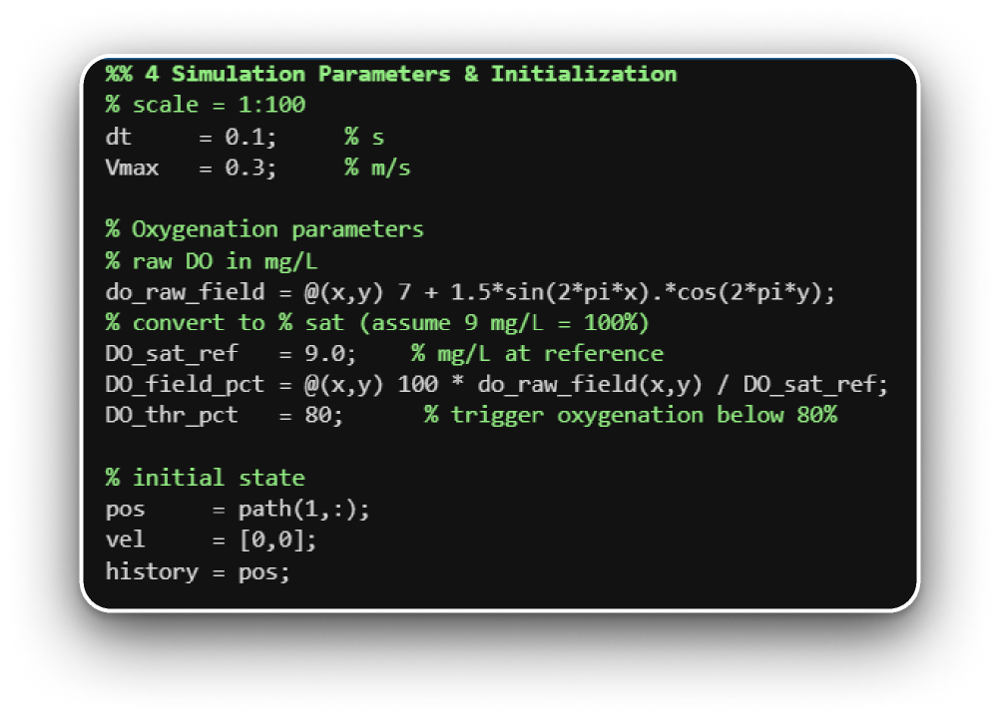 %% 4 Simulation Parameters & Initialization
% scale = 1:100
dt     = 0.1;     % s
Vmax   = 0.3;     % m/s
% Oxygenation parameters
% raw DO in mg/L
do_raw_field = @(x,y) 7 + 1.5*sin(2*pi*x).*cos(2*pi*y);
% convert to % sat (assume 9 mg/L = 100%)
DO_sat_ref   = 9.0;    % mg/L at reference
DO_field_pct = @(x,y) 100 * do_raw_field(x,y) / DO_sat_ref;
DO_thr_pct   = 80;      % trigger oxygenation below 80%
% initial state
pos     = path(1,:);
vel     = [0,0];
history = pos;